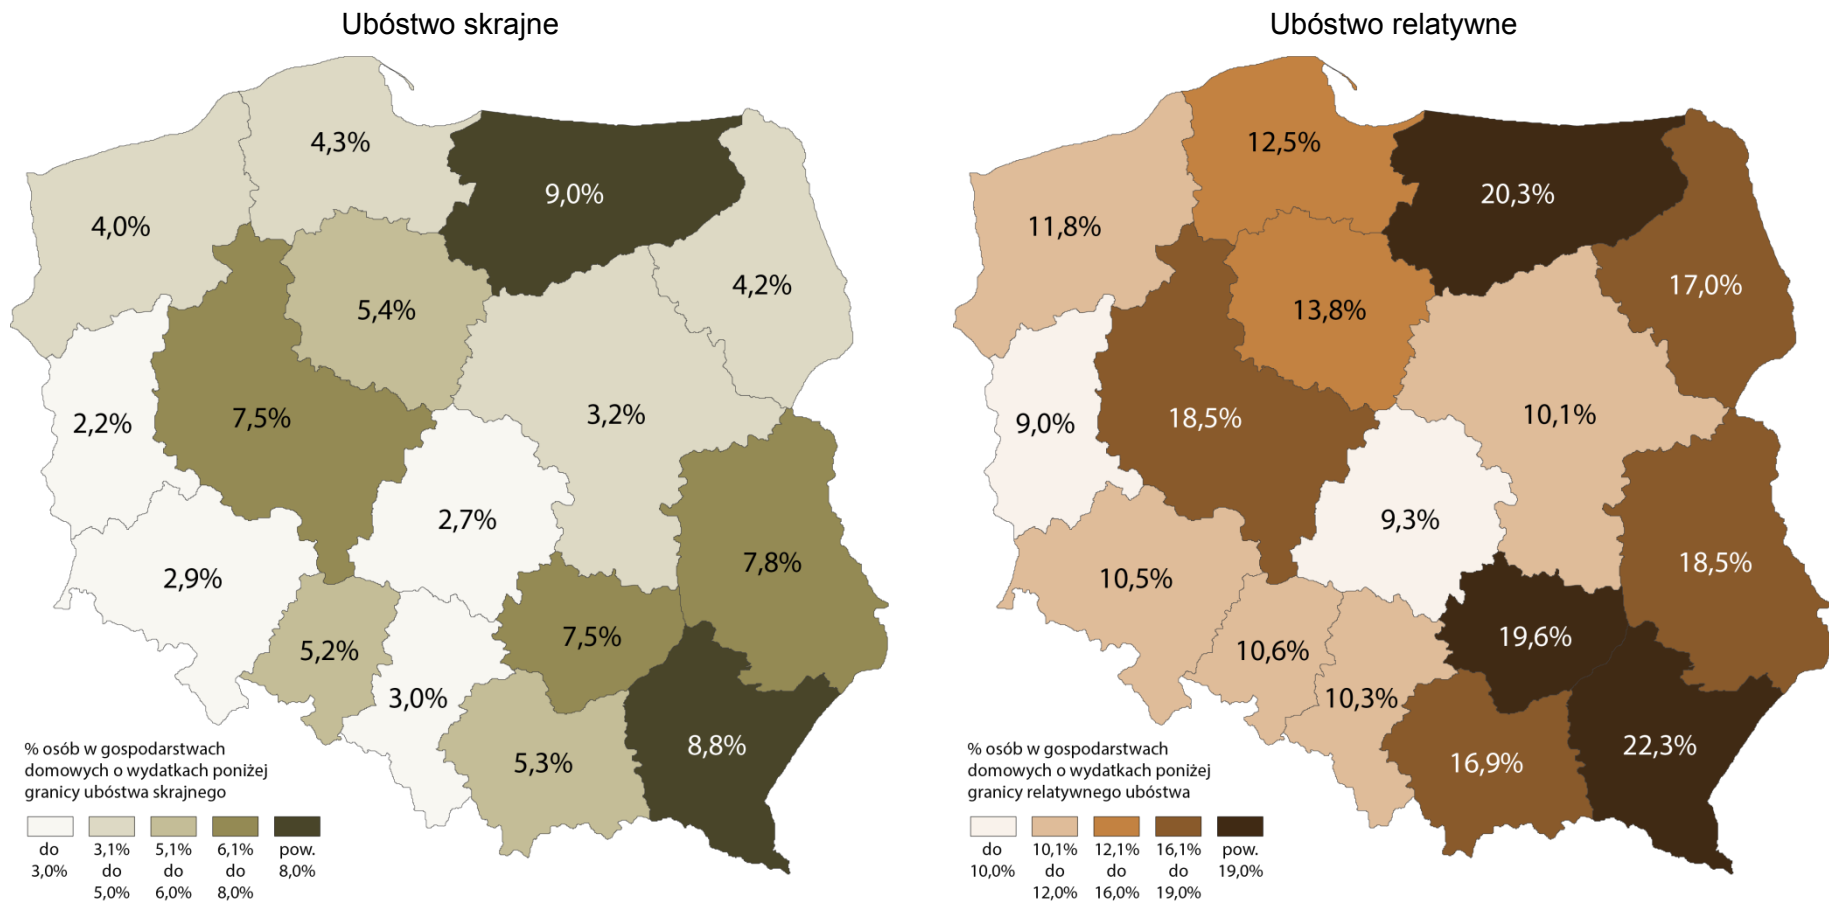 Ubóstwo skrajne
4,3%
9,0%
4,0%
4,2%
5,4%
2,2%
7,5%
3,2%
2,7%
7,8%
2,9%
7,5%
5,2%
3,0%
8,8%
5,3%
% osób w gospodarstwach
domowych o wydatkach poniżej
granicy ubóstwa skrajnego
do
3,0%
3,1%
do
5,0%
5,1%
do
6,0%
6,1%
do
8,0%
pow.
8,0%
Ubóstwo relatywne
12,5%
20,3%
11,8%
17,0%
13,8%
9,0%
18,5%
10,1%
9,3%
18,5%
10,5%
19,6%
10,6%
10,3%
22,3%
16,9%
% osób w gospodarstwach
domowych o wydatkach poniżej
granicy relatywnego ubóstwa
do
10,0%
10,1%
do
12,0%
12,1%
do
16,0%
16,1%
do
19,0%
pow.
19,0%